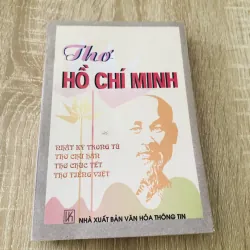 Thơ
HỒ CHÍ MINH
NHẬT KÝ TRONG TÙ
THƠ CHỮ HÁN
THƠ CHÚC TẾT
THƠ TIẾNG VIỆT
NHÀ XUẤT BẢN VĂN HÓA THÔNG TIN